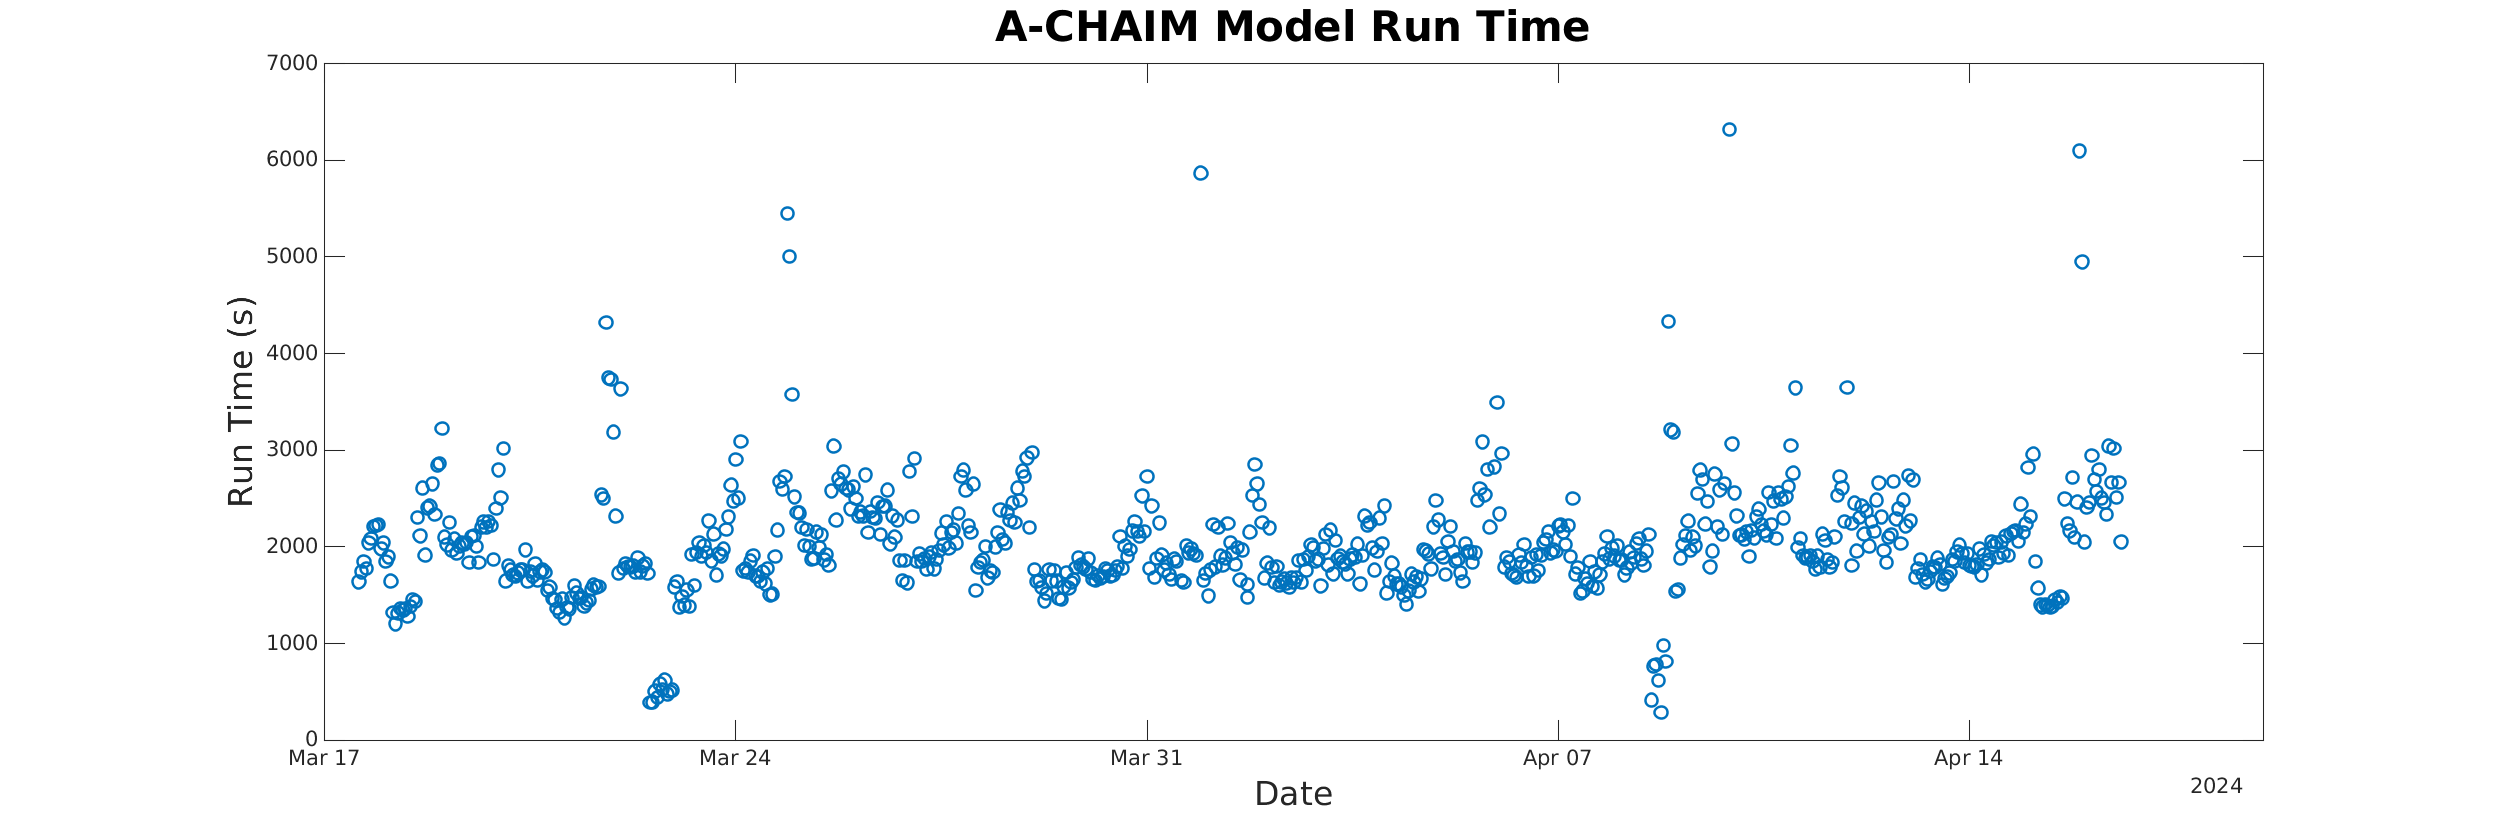 A-CHAIM Model Run Time
7000
6000
5000
4000
3000
2000
1000
0
Run Time (s)
Mar 17
Mar 24
Mar 31
Apr 07
Apr 14
2024
Date